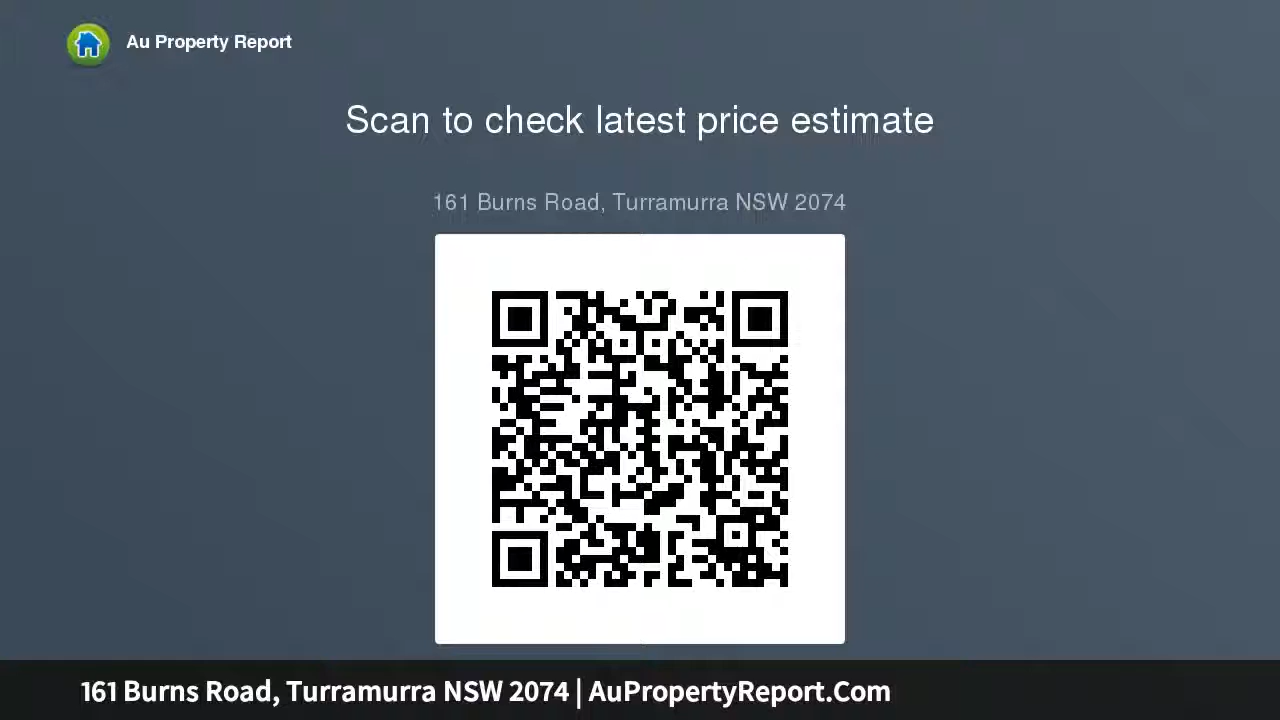 Au Property Report
Scan to check latest price estimate
161 Burns Road, Turramurra NSW 2074
161 Burns Road, Turramurra NSW 2074 | AuPropertyReport.Com